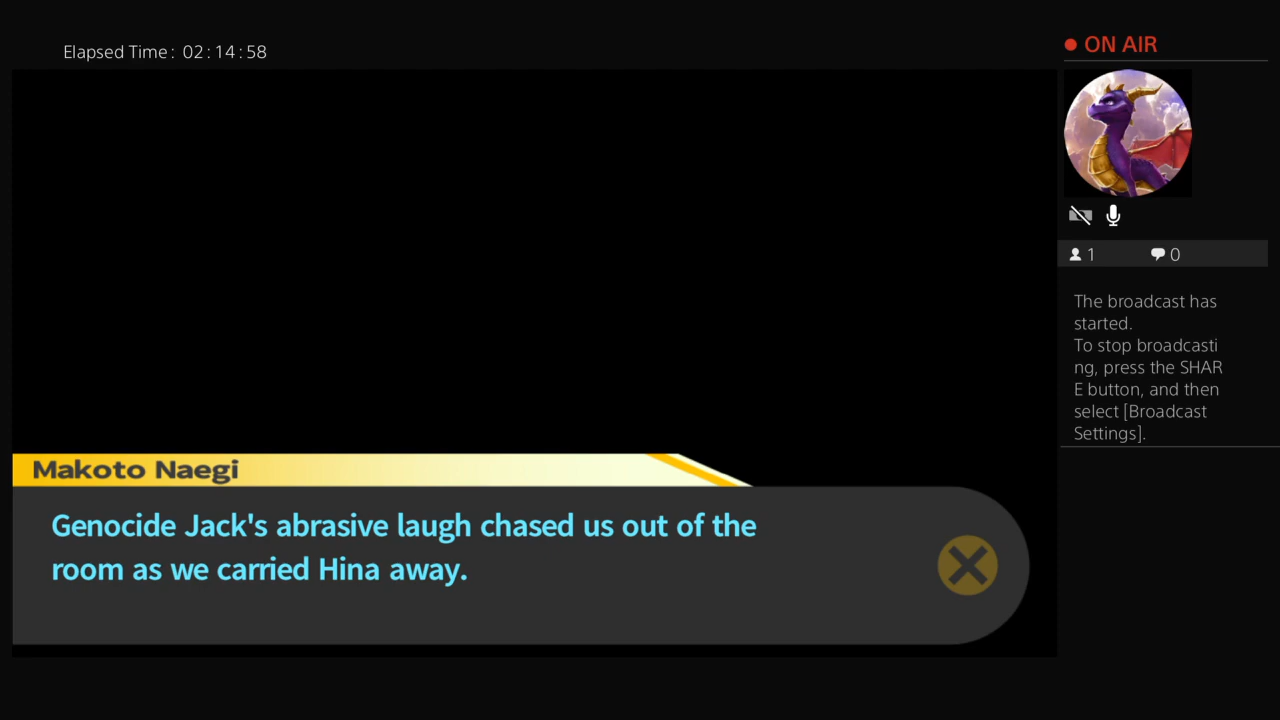 Elapsed Time: 02:14:58
ON AIR
1 0
The broadcast has
started.
To stop broadcasti
ng, press the SHAR
E button, and then
select [Broadcast
Settings].
Makoto Naegi
Genocide Jack's abrasive laugh chased us out of the
room as we carried Hina away.